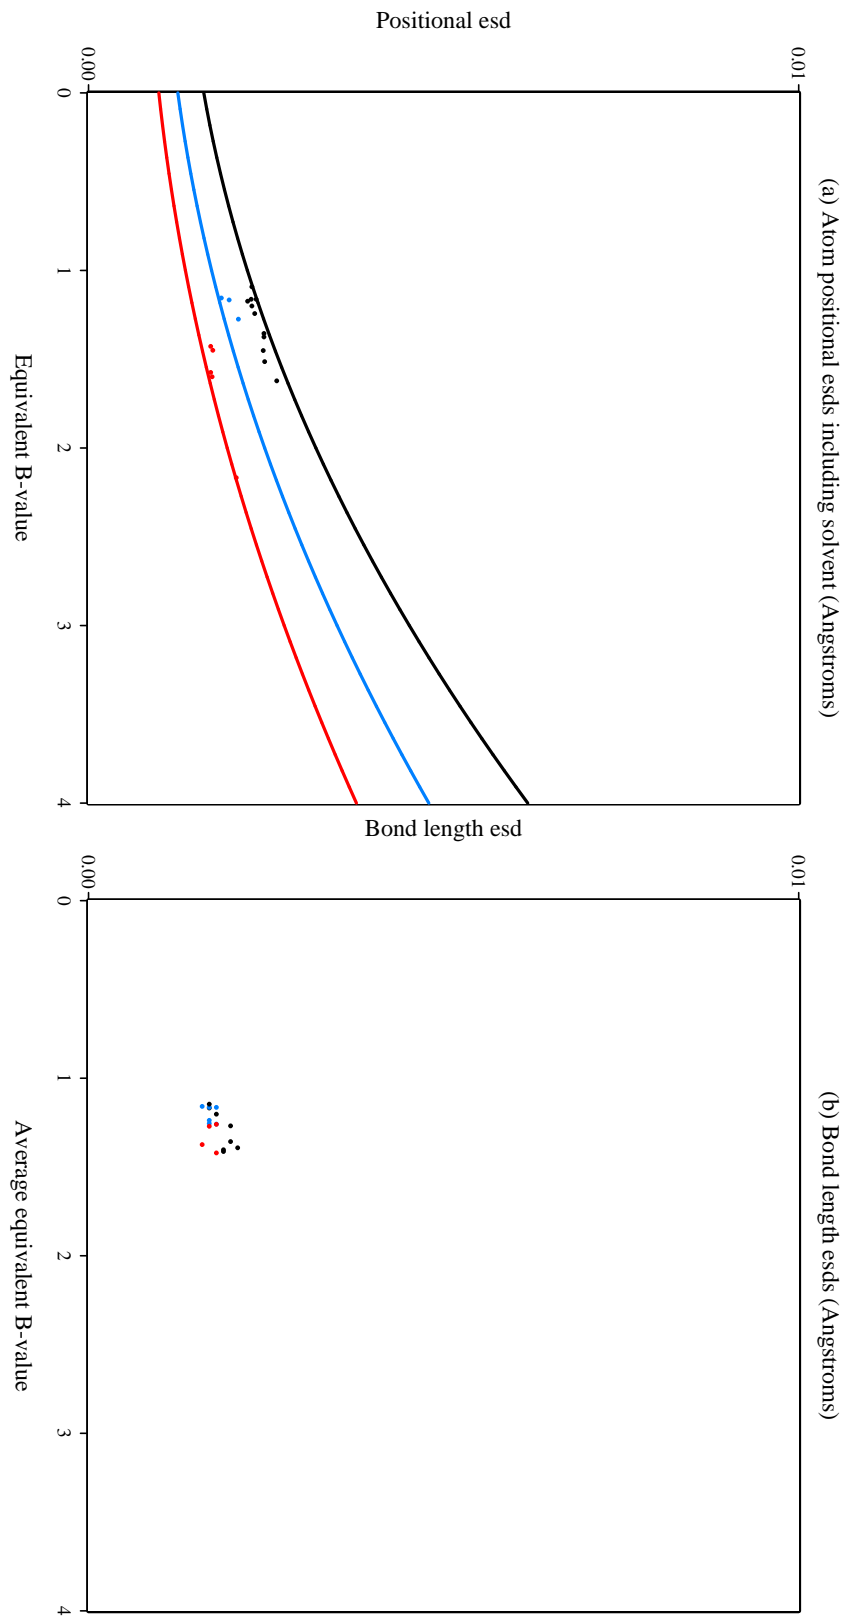 (a) Atom positional esds including solvent (Angstroms)
Positional esd
0.01
0.00
0
1
2
3
4
Equivalent B-value
(b) Bond length esds (Angstroms)
Bond length esd
0.01
0.00
0
1
2
3
4
Average equivalent B-value